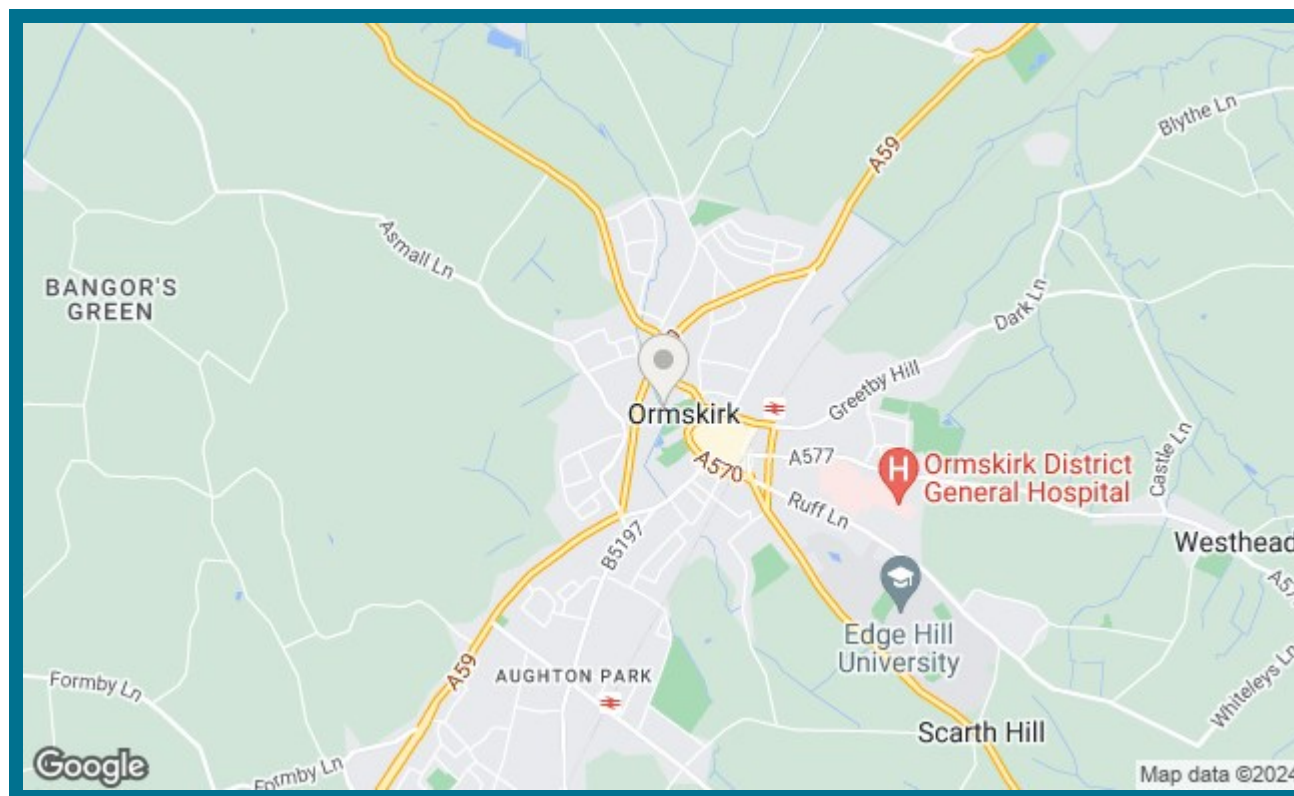 Blythe Ln
A59
Asmall Ln
BANGOR'S
GREEN
Dark Ln
Greetby Hill
Ormskirk
A577
A570
Castle Ln
Ormskirk District
General Hospital
Ruff Ln
B5197
Westhead
Edge Hill
University
A59
AUGHTON PARK
Formby Ln
Whiteleys Ln
Scarth Hill
Formby Ln
Google
Map data ©2024